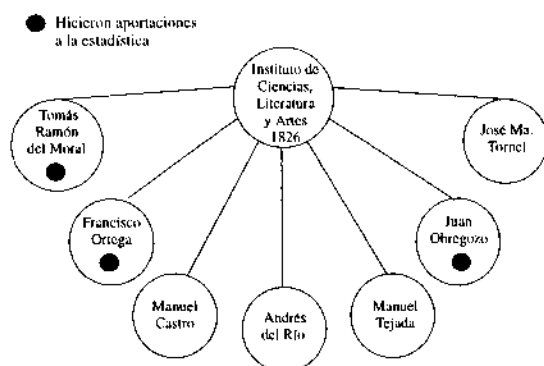 Hicieron aportaciones
a la estadística
Instituto de
Ciencias,
Literatura
y Artes
1826
Tomás
Ramón
del Moral
José Ma.
Tornel
Francisco
Ortega
Juan
Obregozo
Manuel
Castro
Andrés
del Río
Manuel
Tejada